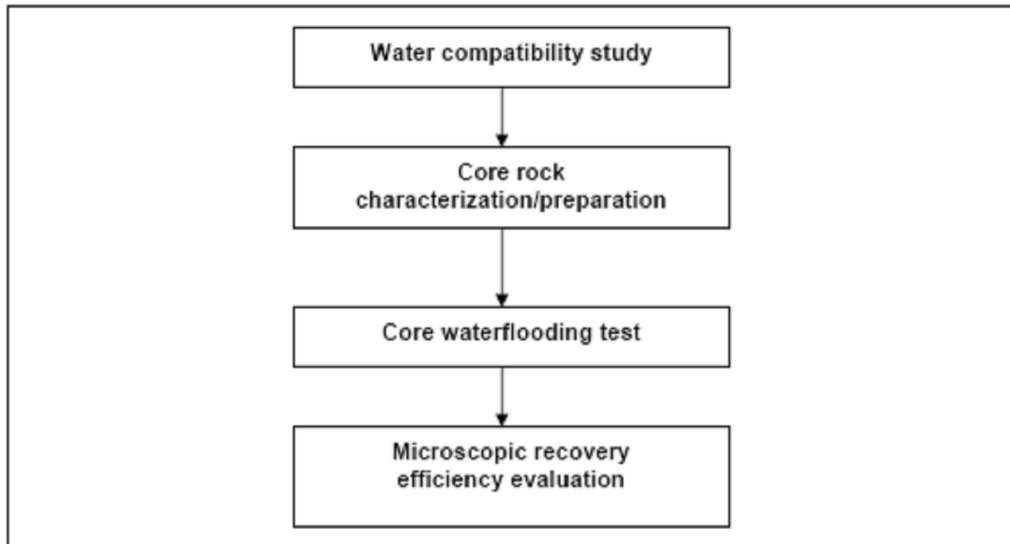 Water compatibility study
Core rock
characterization/preparation
Core waterflooding test
Microscopic recovery
efficiency evaluation